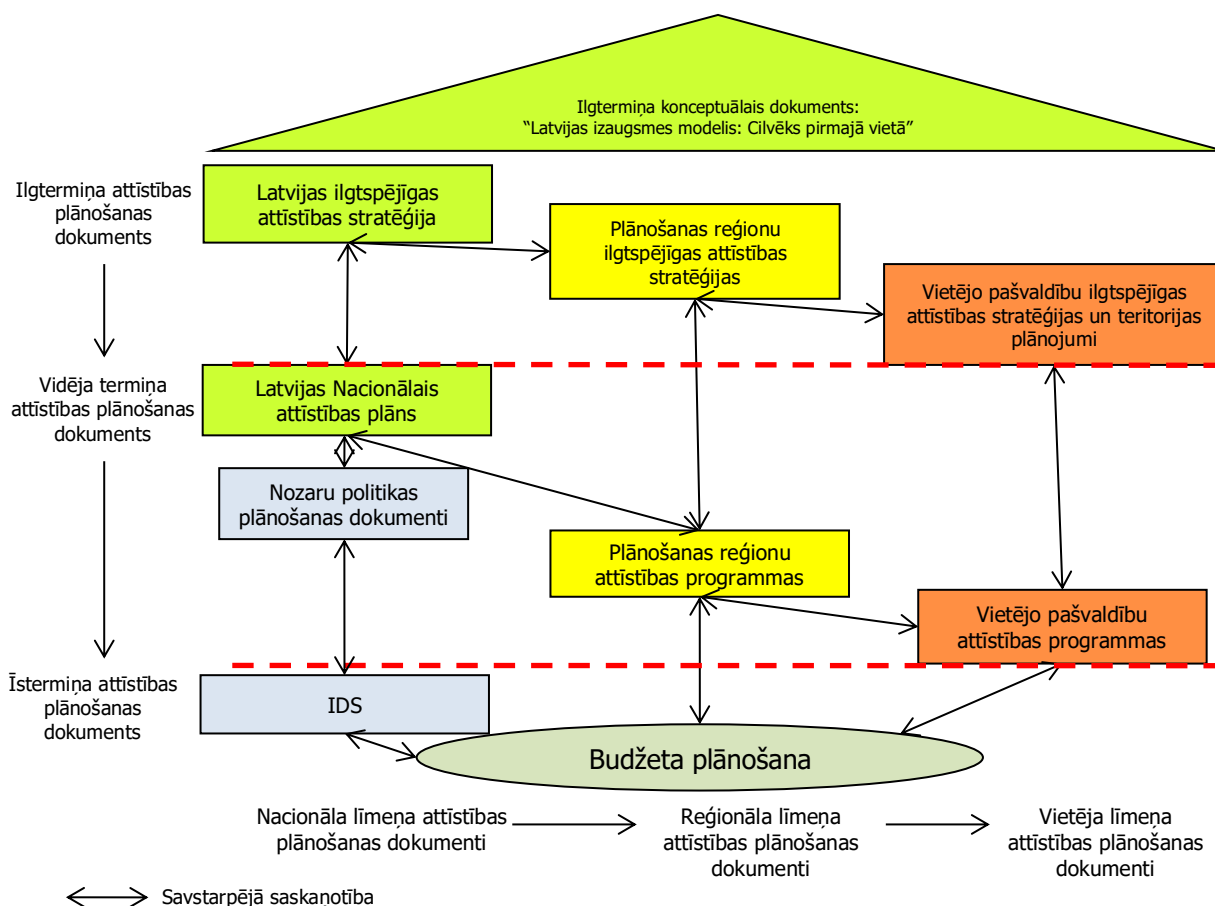 Ilgtermiņa konceptuālais dokuments:
“Latvijas izaugsmes modelis: Cilvēks pirmajā vietā”
Ilgtermiņa attīstības
plānošanas
dokuments
Latvijas ilgtspējīgas
attīstības stratēģija
Plānošanas reģionu
ilgtspējīgas attīstības
stratēģijas
Vietējo pašvaldību ilgtspējīgas
attīstības stratēģijas un teritorijas
plānojumi
Vidēja termiņa
attīstības plānošanas
dokuments
Latvijas Nacionālais
attīstības plāns
Nozaru politikas
plānošanas dokumenti
Plānošanas reģionu
attīstības programmas
Vietējo pašvaldību
attīstības programmas
Īstermiņa attīstības
plānošanas
dokuments
IDS
Budžeta plānošana
Nacionāla līmeņa attīstības
plānošanas dokumenti
Reģionāla līmeņa
attīstības plānošanas
dokumenti
Vietēja līmeņa
attīstības plānošanas
dokumenti
Savstarpējā saskaņotība